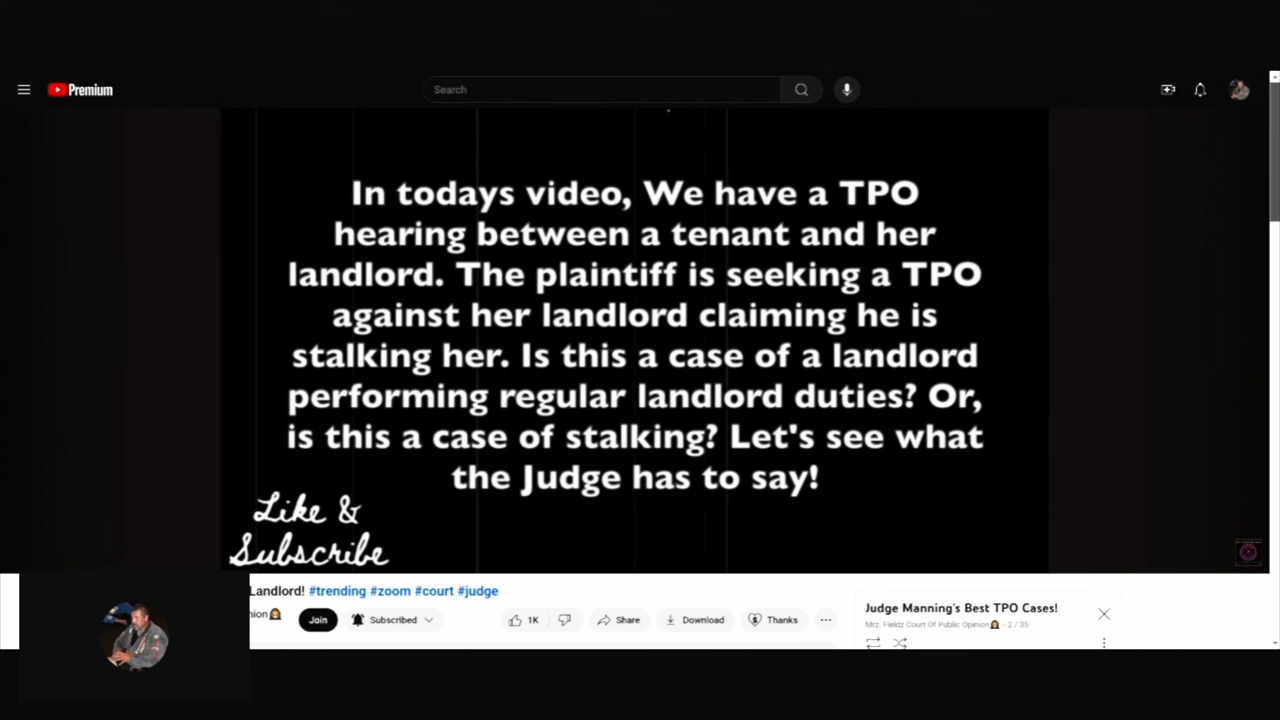 Premium
Search
In todays video, We have a TPO
hearing between a tenant and her
landlord. The plaintiff is seeking a TPO
against her landlord claiming he is
stalking her. Is this a case of a landlord
performing regular landlord duties? Or,
is this a case of stalking? Let's see what
the Judge has to say!
Like &
Subscribe
Landlord! #trending #zoom #court #judge
Join
Subscribed
1K
Share
Download
Thanks
Judge Manning's Best TPO Cases!
Mrz. Fieldz Court Of Public Opinion👩‍⚖️ - 2 / 35